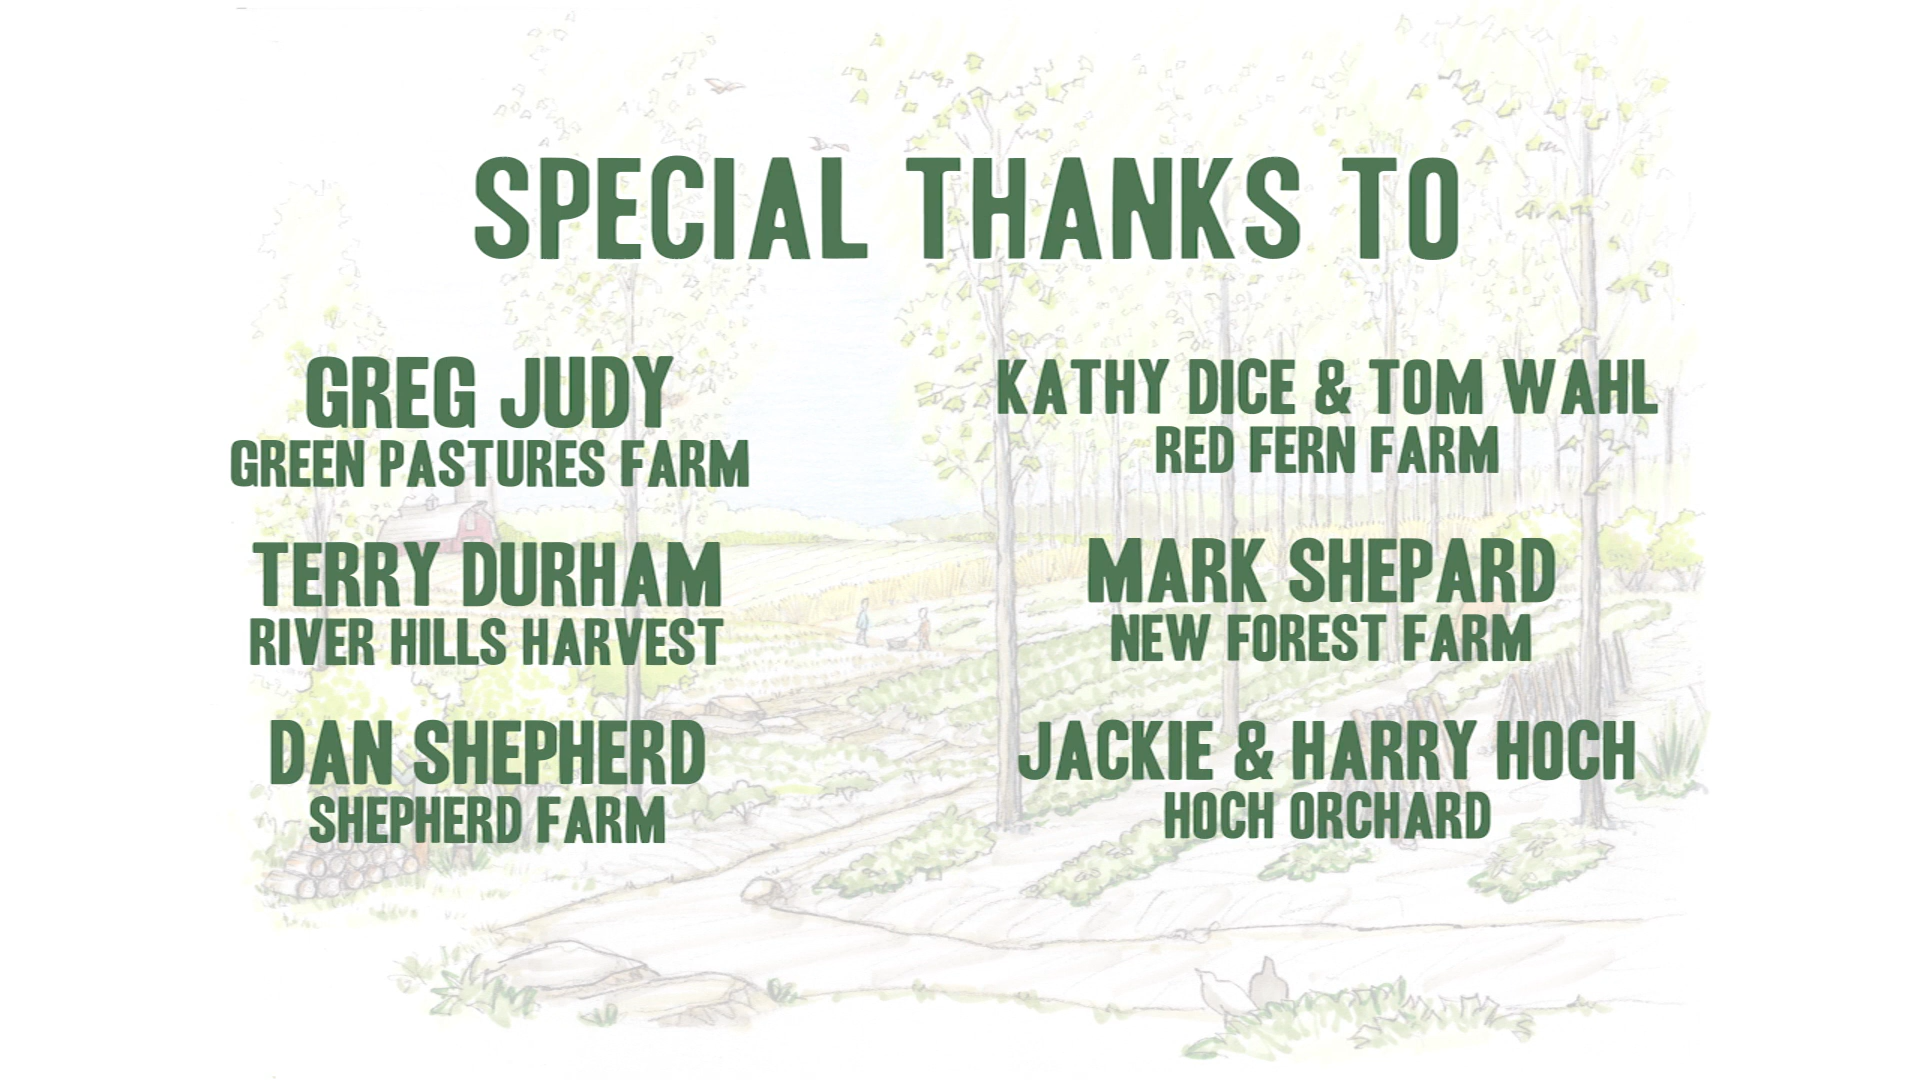 SPECIAL THANKS TO
GREG JUDY
GREEN PASTURES FARM
TERRY DURHAM
RIVER HILLS HARVEST
DAN SHEPHERD
SHEPHERD FARM
KATHY DICE & TOM WAHL
RED FERN FARM
MARK SHEPARD
NEW FOREST FARM
JACKIE & HARRY HOCH
HOCH ORCHARD